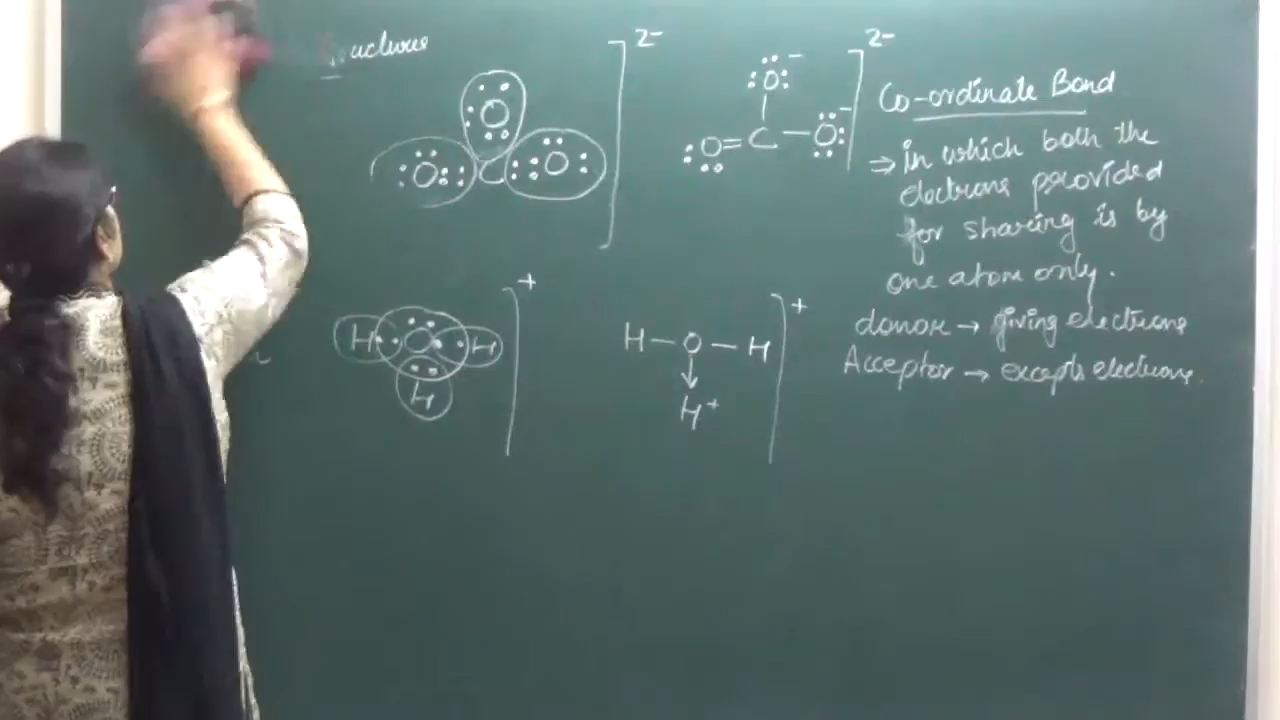 uctures
2-
O
O C O
2-
O -
O = C - O -
Co-ordinate Bond
⇒ in which both the
electrons provided
for sharing is by
one atom only.
donor → giving electrons
Acceptor → excepts electrons.
+
H O H
H
+
H - O - H
↓
H +